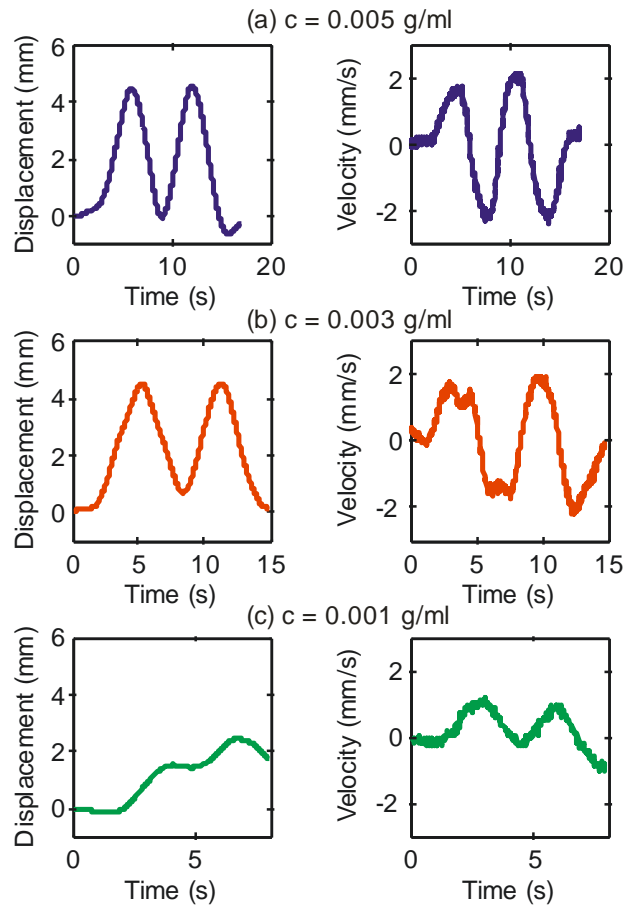 (a) c = 0.005 g/ml
Displacement (mm)
6
4
2
0
0 10 20
Time (s)
Velocity (mm/s)
2
0
-2
0 10 20
Time (s)
(b) c = 0.003 g/ml
Displacement (mm)
6
4
2
0
0 5 10 15
Time (s)
Velocity (mm/s)
2
0
-2
0 5 10 15
Time (s)
(c) c = 0.001 g/ml
Displacement (mm)
6
4
2
0
0 5
Time (s)
Velocity (mm/s)
2
0
-2
0 5
Time (s)